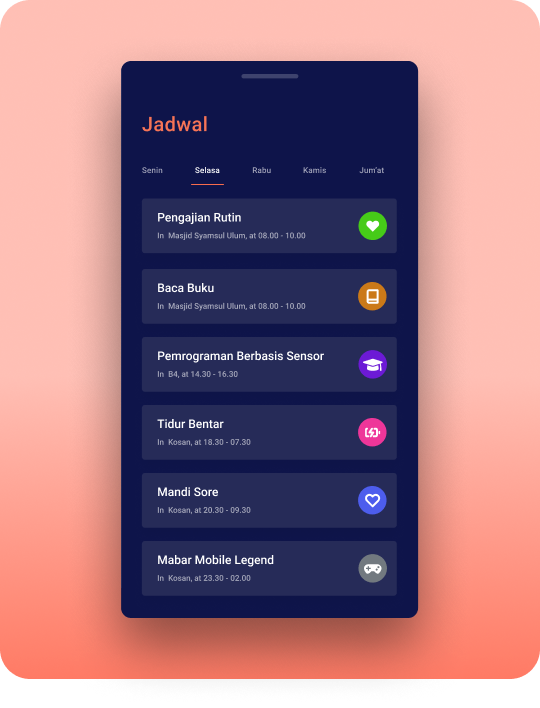 Jadwal
Senin Selasa Rabu Kamis Jum'at
Pengajian Rutin
In Masjid Syamsul Ulum, at 08.00 - 10.00
Baca Buku
In Masjid Syamsul Ulum, at 08.00 - 10.00
Pemrograman Berbasis Sensor
In B4, at 14.30 - 16.30
Tidur Bentar
In Kosan, at 18.30 - 07.30
Mandi Sore
In Kosan, at 20.30 - 09.30
Mabar Mobile Legend
In Kosan, at 23.30 - 02.00